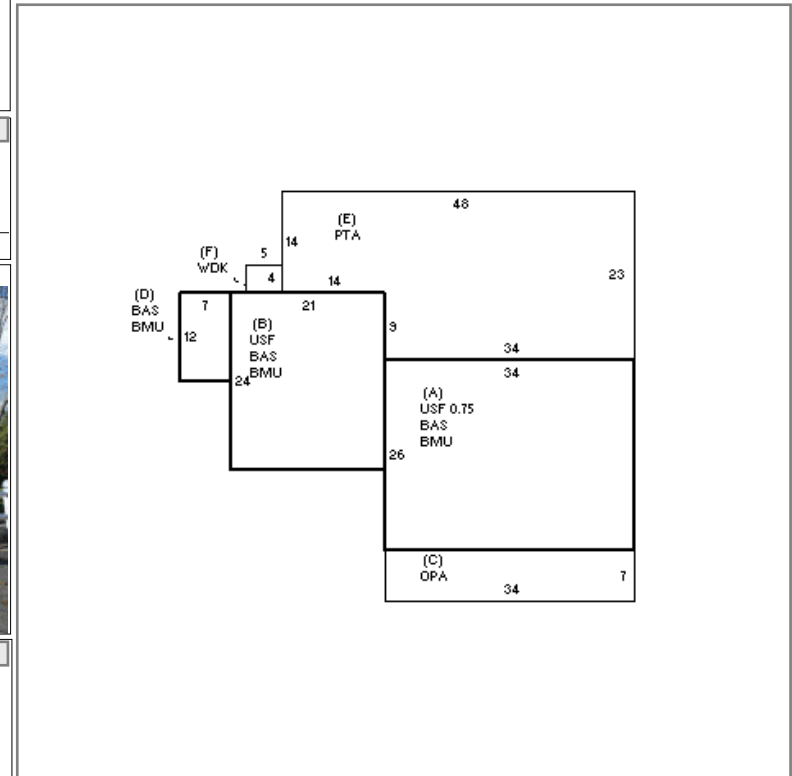 48
(E)
PTA
14
23
(F)
WDK
5
4
14
(D)
BAS
BMU
7
12
21
(B)
USF
BAS
BMU
24
9
34
34
(A)
USF 0.75
BAS
BMU
26
(C)
OPA
7
34